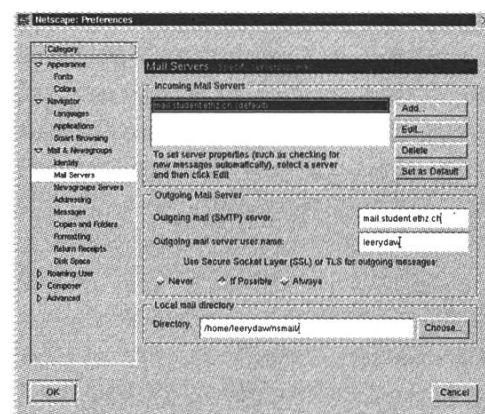 Netscape: Preferences
Category
Appearance
Fonts
Colors
Navigator
Languages
Applications
Smart Browsing
Mail & Newsgroups
Identity
Mail Servers
Newsgroups Servers
Addressing
Messages
Copies and Folders
Formatting
Return Receipts
Disk Space
Roaming User
Composer
Advanced
Mail Servers
Incoming Mail Servers
mail.student.ethz.ch (default)
Add...
Edit...
Delete
Set as Default
To set server properties (such as checking for
new messages automatically), select a server
and then click Edit
Outgoing Mail Server
Outgoing mail (SMTP) server:
mail.student.ethz.ch
Outgoing mail server user name:
leerydaw
Use Secure Socket Layer (SSL) or TLS for outgoing messages:
Never If Possible Always
Local mail directory
Directory: /home/leerydaw/nsmail/ Choose...
OK Cancel